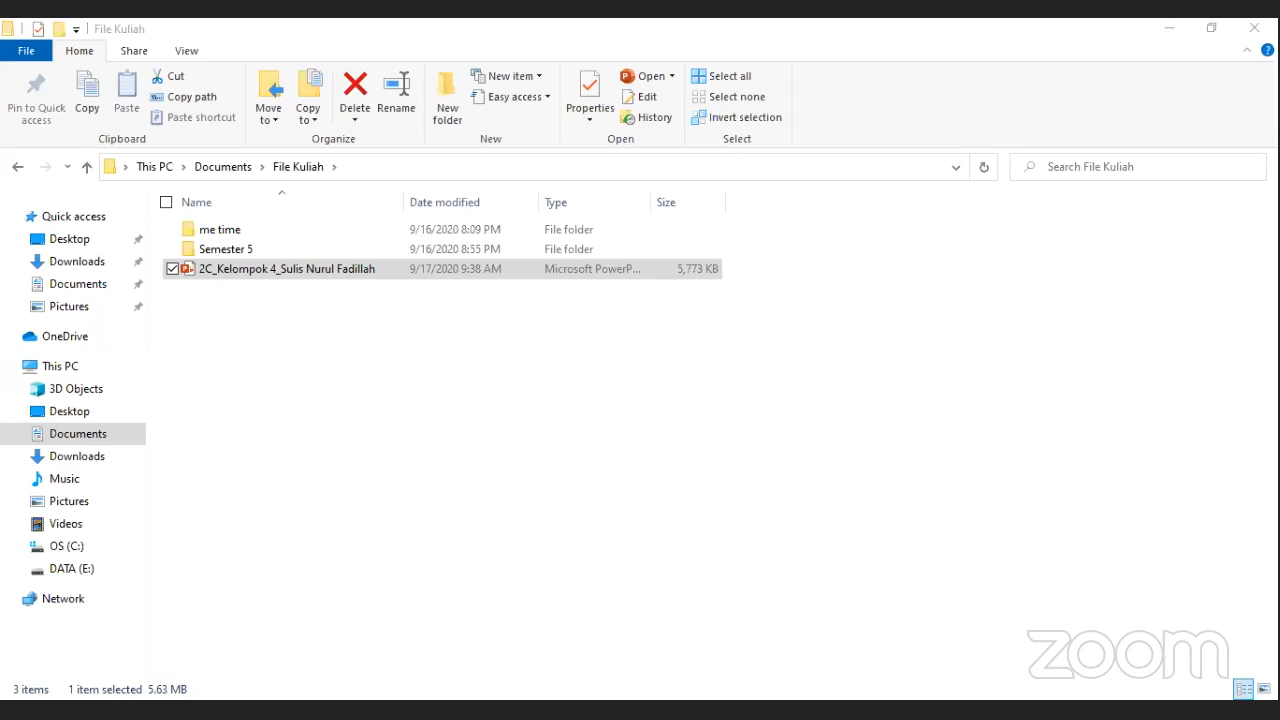 File Kuliah
File Home Share View
Pin to Quick access
Copy
Paste
Cut
Copy path
Paste shortcut
Clipboard
Move to
Copy to
Delete
Rename
Organize
New folder
New item
Easy access
New
Properties
Open
Edit
History
Open
Select all
Select none
Invert selection
Select
This PC > Documents > File Kuliah >
Search File Kuliah
Name Date modified Type Size
me time 9/16/2020 8:09 PM File folder
Semester 5 9/16/2020 8:55 PM File folder
2C_Kelompok 4_Sulis Nurul Fadillah 9/17/2020 9:38 AM Microsoft PowerP... 5,773 KB
Quick access
Desktop
Downloads
Documents
Pictures
OneDrive
This PC
3D Objects
Desktop
Documents
Downloads
Music
Pictures
Videos
OS (C:)
DATA (E:)
Network
zoom
3 items 1 item selected 5.63 MB